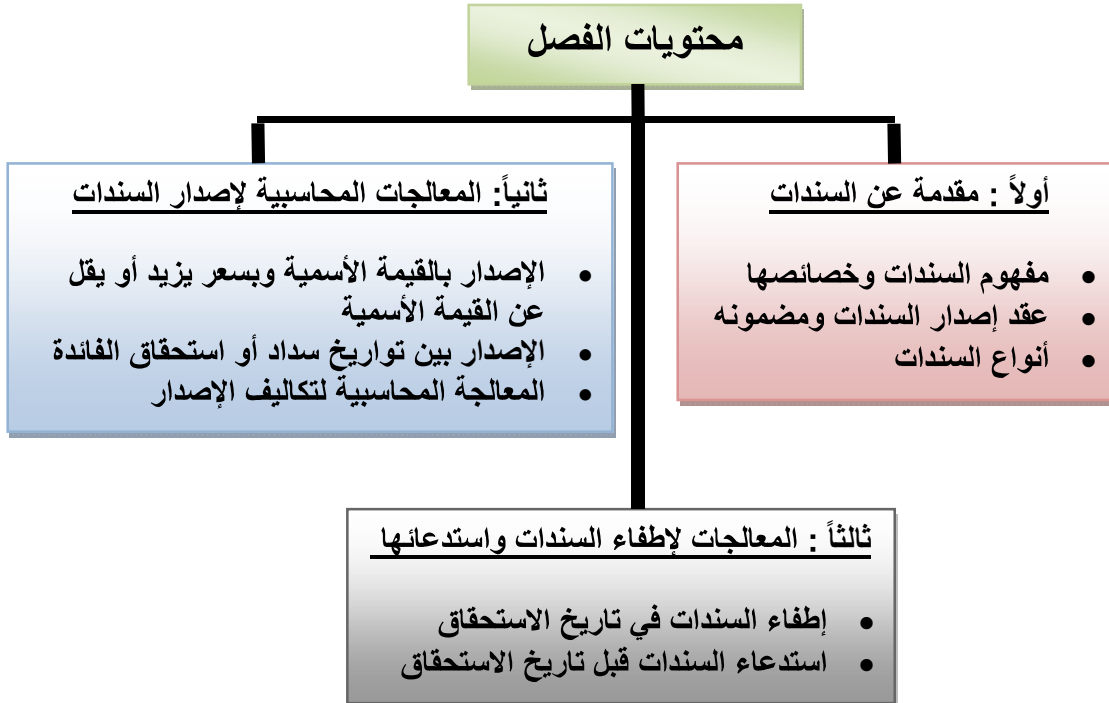 محتويات الفصل
أولاً : مقدمة عن السندات
• مفهوم السندات وخصائصها
• عقد إصدار السندات ومضمونه
• أنواع السندات
ثانياً: المعالجات المحاسبية لإصدار السندات
• الإصدار بالقيمة الأسمية وبسعر يزيد أو يقل
عن القيمة الأسمية
• الإصدار بين تواريخ سداد أو استحقاق الفائدة
• المعالجة المحاسبية لتكاليف الإصدار
ثالثاً : المعالجات لإطفاء السندات واستدعائها
• إطفاء السندات في تاريخ الاستحقاق
• استدعاء السندات قبل تاريخ الاستحقاق